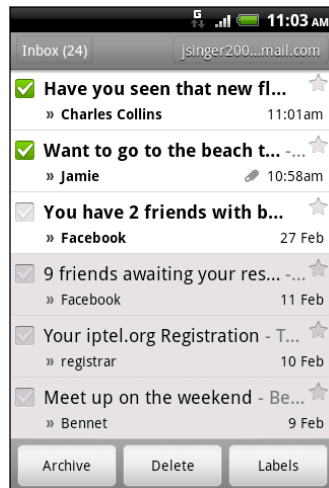 G 11:03 AM
Inbox (24) jsinger200...mail.com
Have you seen that new fl...
» Charles Collins 11:01am
Want to go to the beach t... -...
» Jamie 10:58am
You have 2 friends with b...
» Facebook 27 Feb
9 friends awaiting your res... -...
» Facebook 11 Feb
Your iptel.org Registration - T...
» registrar 10 Feb
Meet up on the weekend - Be...
» Bennet 9 Feb
Archive Delete Labels